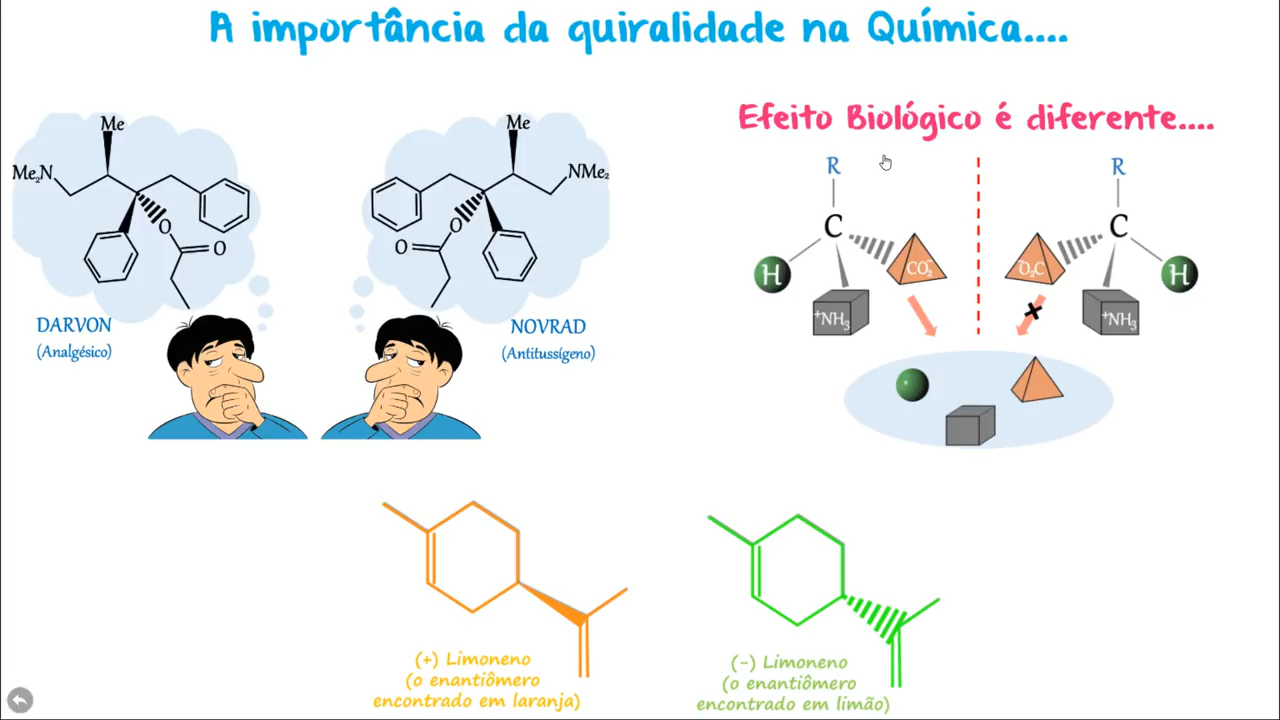 A importância da quiralidade na Química....
Efeito Biológico é diferente....
Me
Me₂N
O
O
DARVON
(Analgésico)
Me
NMe₂
O
O
NOVRAD
(Antitussígeno)
R
C
H
CO₂⁻
⁺NH₃
R
C
H
⁻O₂C
⁺NH₃
(+) Limoneno
(o enantiômero
encontrado em laranja)
(-) Limoneno
(o enantiômero
encontrado em limão)